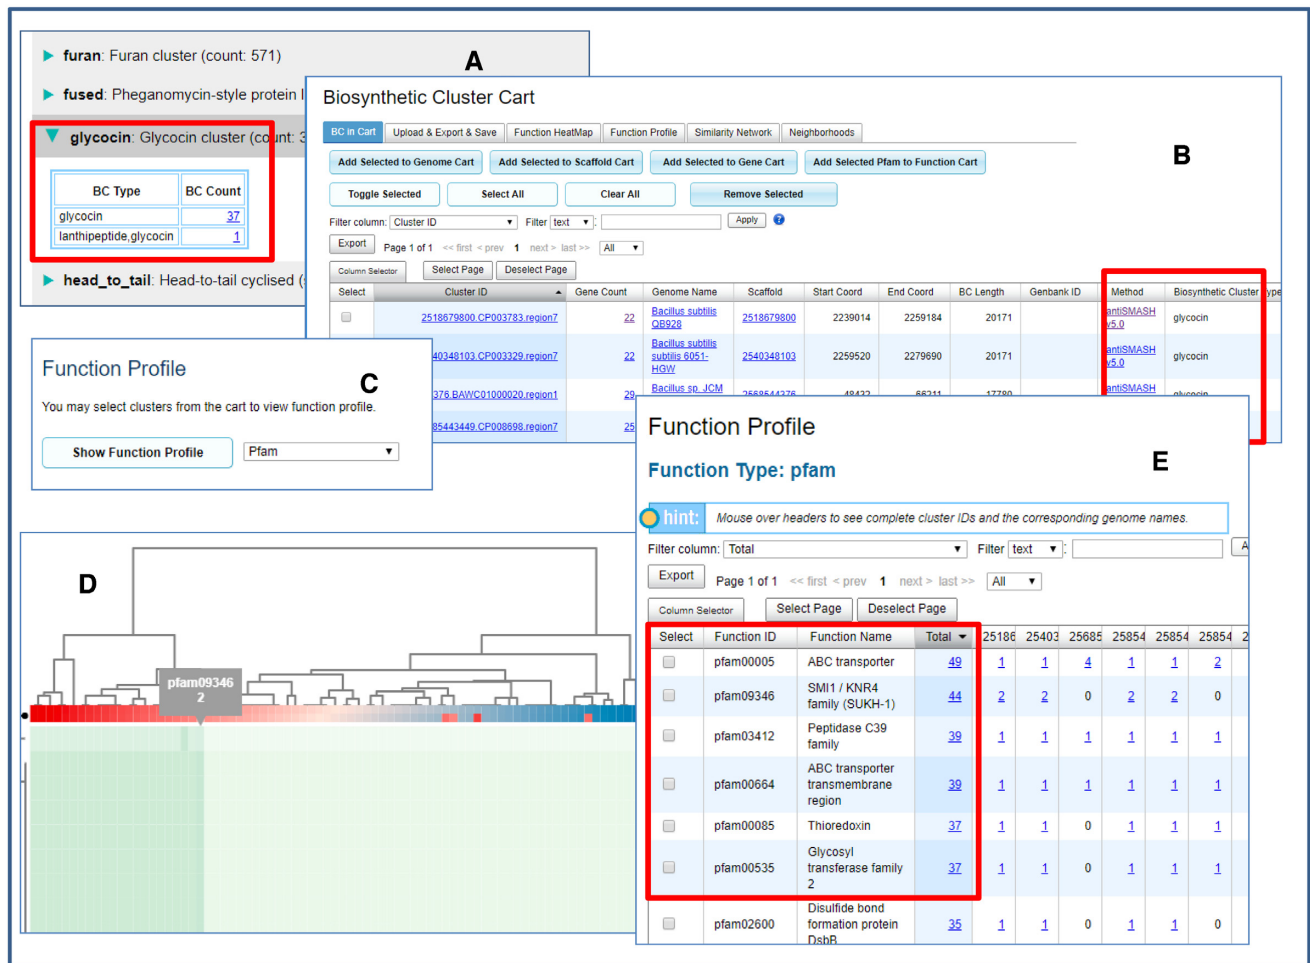 furan: Furan cluster (count: 571)
A
fused: Pheganomycin-style protein
glycocin: Glycocin cluster (count: 3
BC Type BC Count
glycocin 37
lanthipeptide,glycocin 1
head_to_tail: Head-to-tail cyclised
Biosynthetic Cluster Cart
B
BC in Cart Upload & Export & Save Function HeatMap Function Profile Similarity Network Neighborhoods
Add Selected to Genome Cart Add Selected to Scaffold Cart Add Selected to Gene Cart Add Selected Pfam to Function Cart
Toggle Selected Select All Clear All Remove Selected
Filter column: Cluster ID Filter text : Apply ?
Export Page 1 of 1 << first < prev 1 next > last >> All
Column Selector Select Page Deselect Page
Select Cluster ID Gene Count Genome Name Scaffold Start Coord End Coord BC Length Genbank ID Method Biosynthetic Cluster Type
2518679800.CP003783.region7 22 Bacillus subtilis QB928 2518679800 2239014 2259184 20171 antiSMASH v5.0 glycocin
40348103.CP003329.region7 22 Bacillus subtilis subtilis 6051-HGW 2540348103 2259520 2279690 20171 antiSMASH v5.0 glycocin
376.BAWC01000020.region1 29 Bacillus sp. JCM 2568544376 48432 66211 17780 antiSMASH glycocin
85443449.CP008698.region7 25
Function Profile
C
You may select clusters from the cart to view function profile.
Show Function Profile Pfam
D
pfam09346
2
Function Profile
E
Function Type: pfam
hint: Mouse over headers to see complete cluster IDs and the corresponding genome names.
Filter column: Total Filter text : A
Export Page 1 of 1 << first < prev 1 next > last >> All
Column Selector Select Page Deselect Page
Select Function ID Function Name Total 25186 25403 25685 25854 25854 25854 2
pfam00005 ABC transporter 49 1 1 4 1 1 2
pfam09346 SMI1 / KNR4 family (SUKH-1) 44 2 2 0 2 2 0
pfam03412 Peptidase C39 family 39 1 1 1 1 1 1
pfam00664 ABC transporter transmembrane region 39 1 1 1 1 1 1
pfam00085 Thioredoxin 37 1 1 0 1 1 1
pfam00535 Glycosyl transferase family 2 37 1 1 0 1 1 1
pfam02600 Disulfide bond formation protein DsbB 35 1 1 0 1 1 0